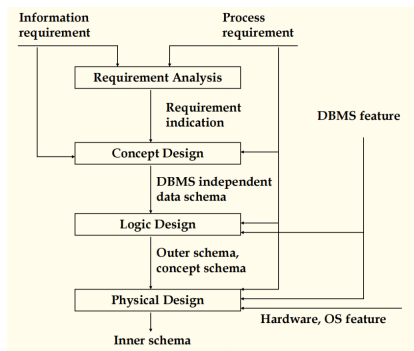 Information
requirement
Process
requirement
Requirement Analysis
Requirement
indication
DBMS feature
Concept Design
DBMS independent
data schema
Logic Design
Outer schema,
concept schema
Physical Design
Hardware, OS feature
Inner schema